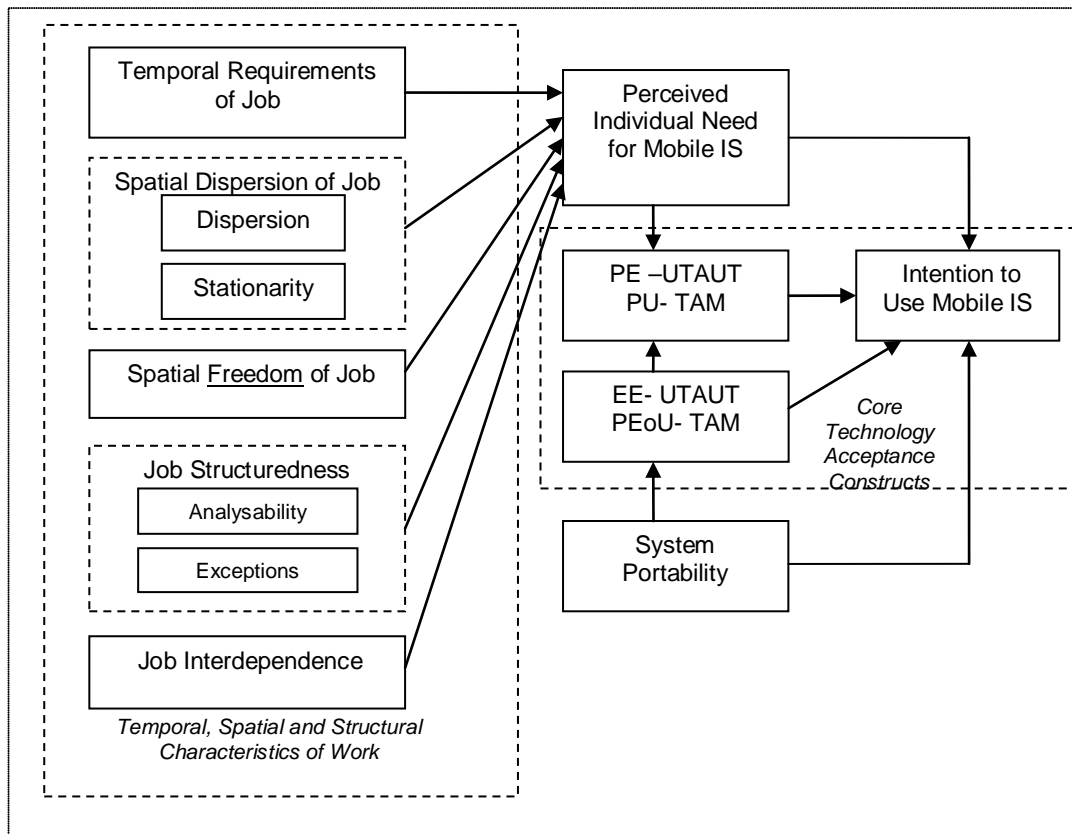 Temporal Requirements
of Job
Spatial Dispersion of Job
Dispersion
Stationarity
Spatial Freedom of Job
Job Structuredness
Analysability
Exceptions
Job Interdependence
Temporal, Spatial and Structural
Characteristics of Work
Perceived
Individual Need
for Mobile IS
PE –UTAUT
PU- TAM
EE- UTAUT
PEoU- TAM
System
Portability
Intention to
Use Mobile IS
Core
Technology
Acceptance
Constructs